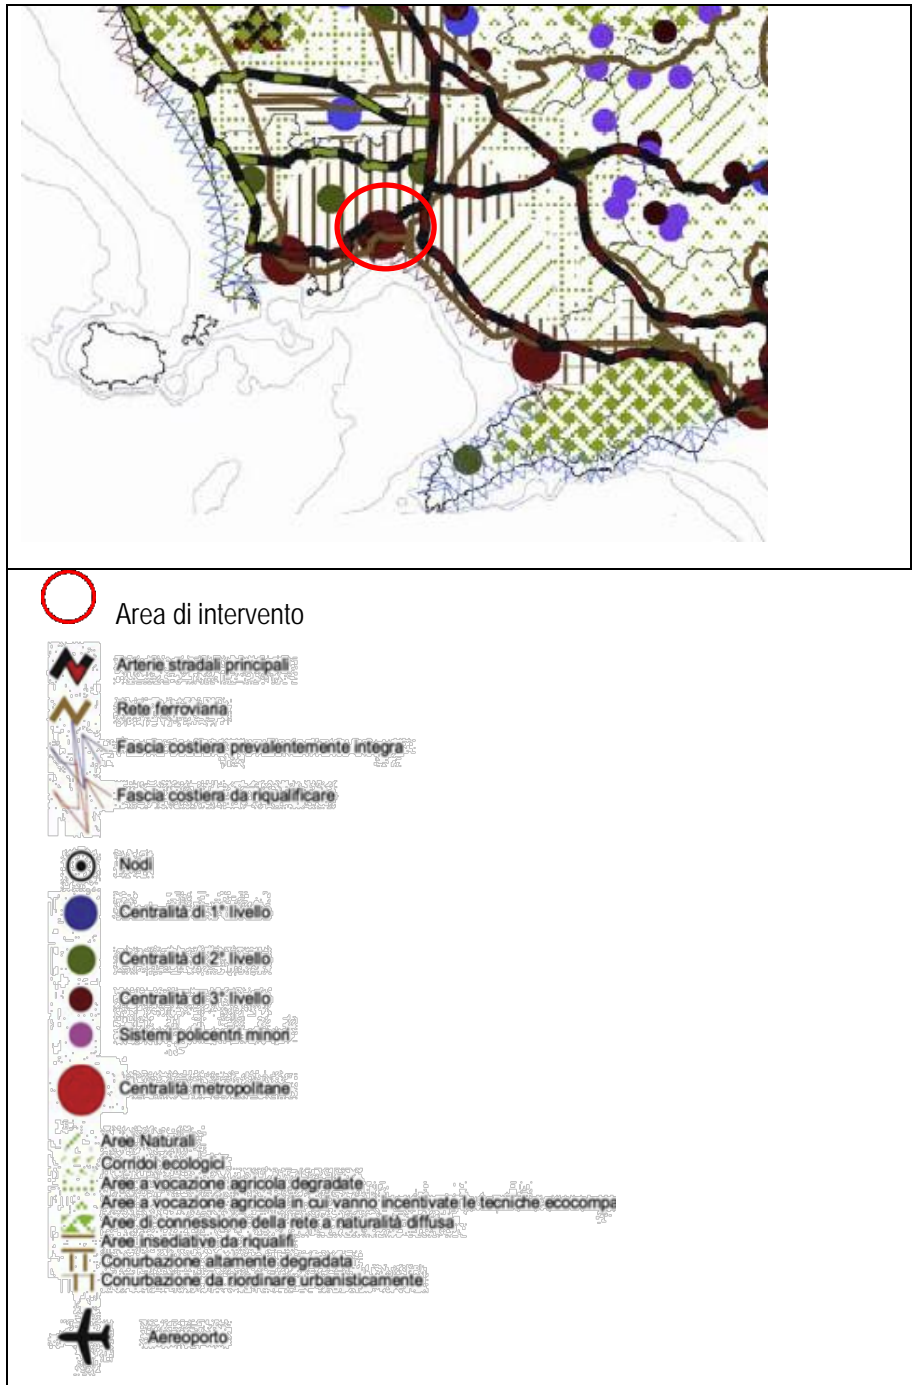 Area di intervento
Arterie stradali principali
Rete ferroviaria
Fascia costiera prevalentemente integra
Fascia costiera da riqualificare
Nodi
Centralità di 1° livello
Centralità di 2° livello
Centralità di 3° livello
Sistemi policentri minori
Centralità metropolitane
Aree Naturali
Corridoi ecologici
Aree a vocazione agricola degradate
Aree a vocazione agricola in cui vanno incentivate le tecniche ecocompa
Aree di connessione della rete a naturalità diffusa
Aree insediative da riqualifi
Conurbazione altamente degradata
Conurbazione da riordinare urbanisticamente
Aereoporto